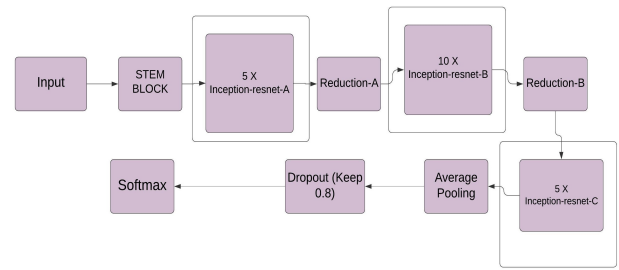 Input
STEM
BLOCK
5 X
Inception-resnet-A
Reduction-A
10 X
Inception-resnet-B
Reduction-B
5 X
Inception-resnet-C
Average
Pooling
Dropout (Keep
0.8)
Softmax